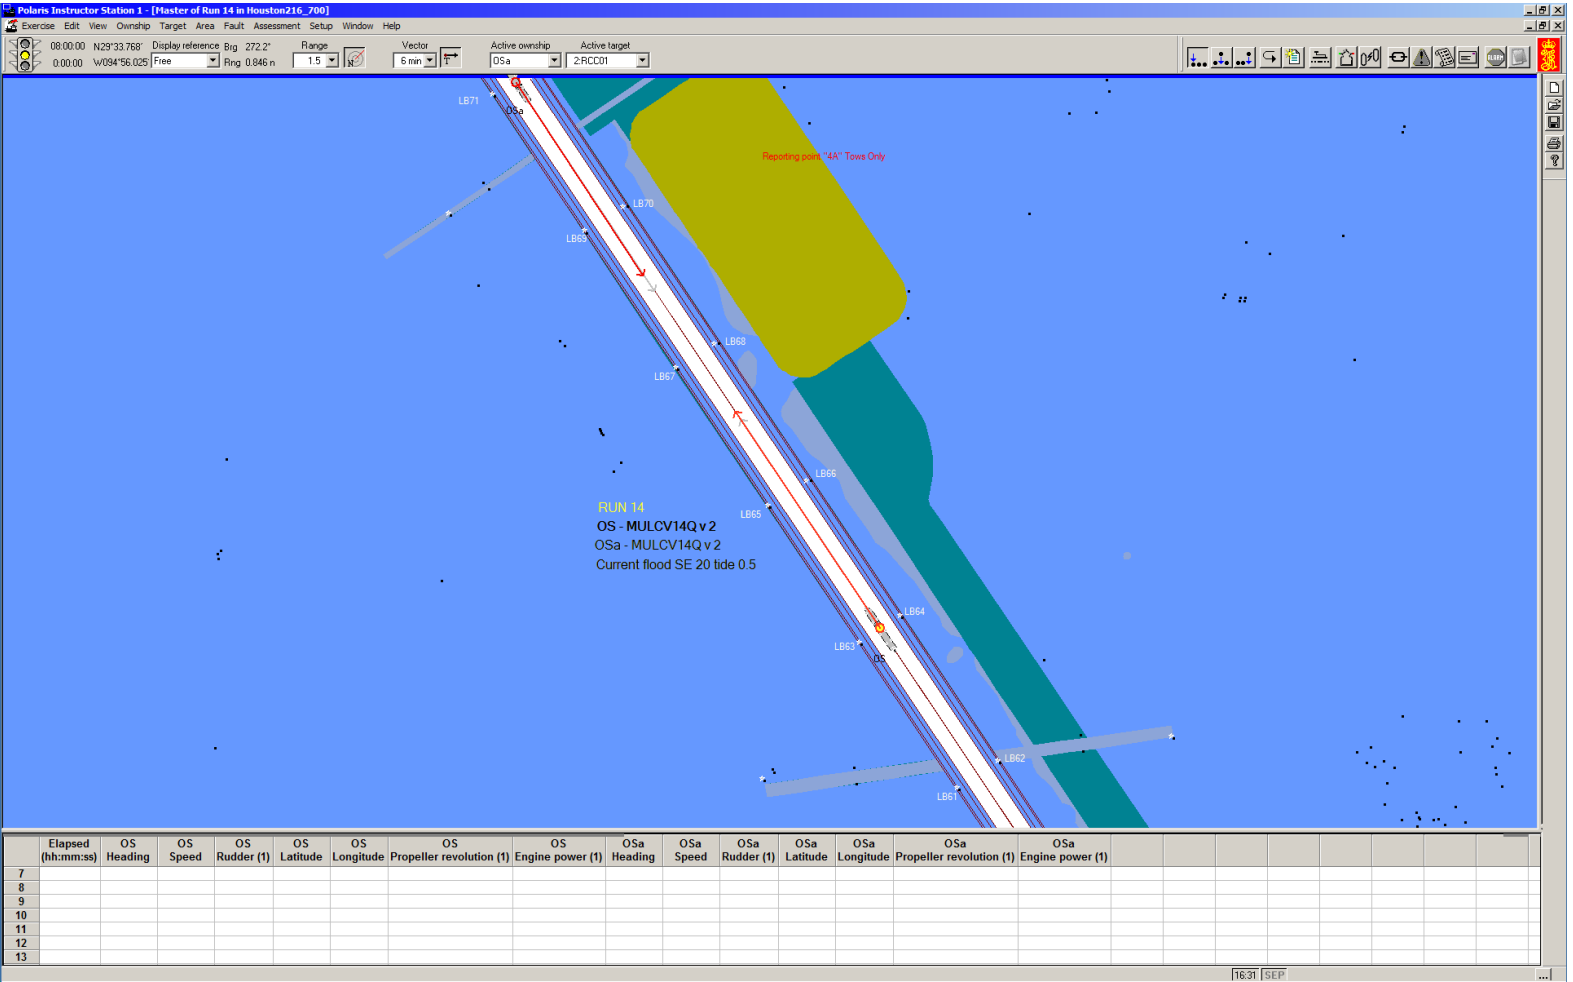 Polaris Instructor Station 1 - [Master of Run 14 in Houston216_700]
Exercise Edit View Ownship Target Area Fault Assessment Setup Window Help
08:00:00 N29°33.768' Display reference Brg 272.2° Range Vector Active ownship Active target
0:00:00 W094°56.025' Free Rng 0.846 n 1.5 6 min OSa 2:RCC01
LB71
OSa
Reporting point "4A" Tows Only
LB70
LB69
LB68
LB67
LB66
LB65
RUN 14
OS - MULCV14Q v 2
OSa - MULCV14Q v 2
Current flood SE 20 tide 0.5
LB64
LB63
OS
LB62
LB61
Elapsed (hh:mm:ss) OS Heading OS Speed OS Rudder (1) OS Latitude OS Longitude OS Propeller revolution (1) OS Engine power (1) OSa Heading OSa Speed OSa Rudder (1) OSa Latitude OSa Longitude OSa Propeller revolution (1) OSa Engine power (1)
7
8
9
10
11
12
13
16:31 SEP